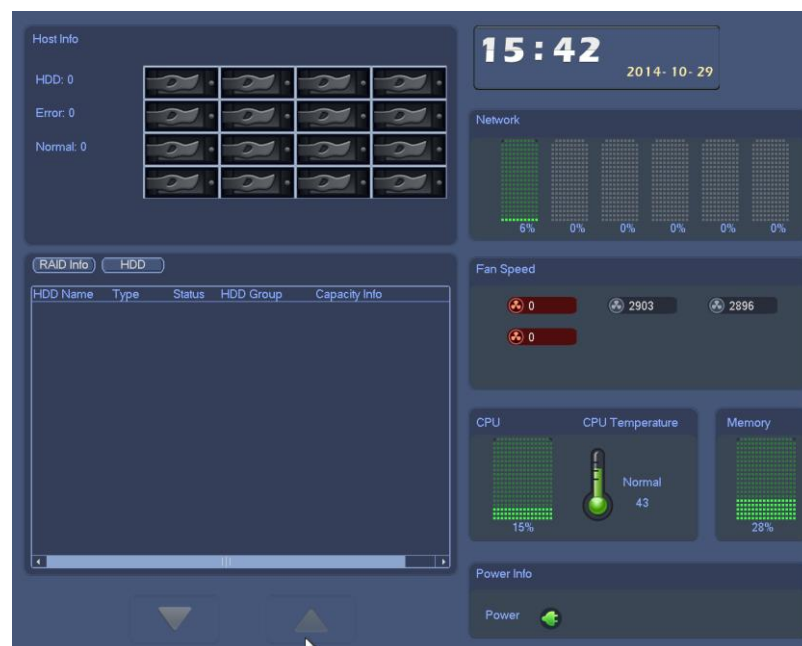 Host Info
HDD: 0
Error: 0
Normal: 0
RAID Info HDD
HDD Name Type Status HDD Group Capacity Info
15:42
2014-10-29
Network
6% 0% 0% 0% 0% 0%
Fan Speed
0 2903 2896
0
CPU CPU Temperature
Normal
43
15%
Memory
28%
Power Info
Power